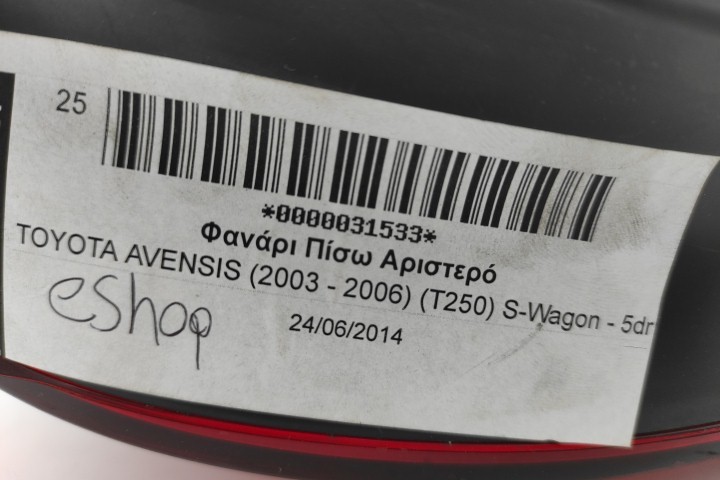 25
*0000031533*
Φανάρι Πίσω Αριστερό
TOYOTA AVENSIS (2003 - 2006) (T250) S-Wagon - 5dr
eshop
24/06/2014